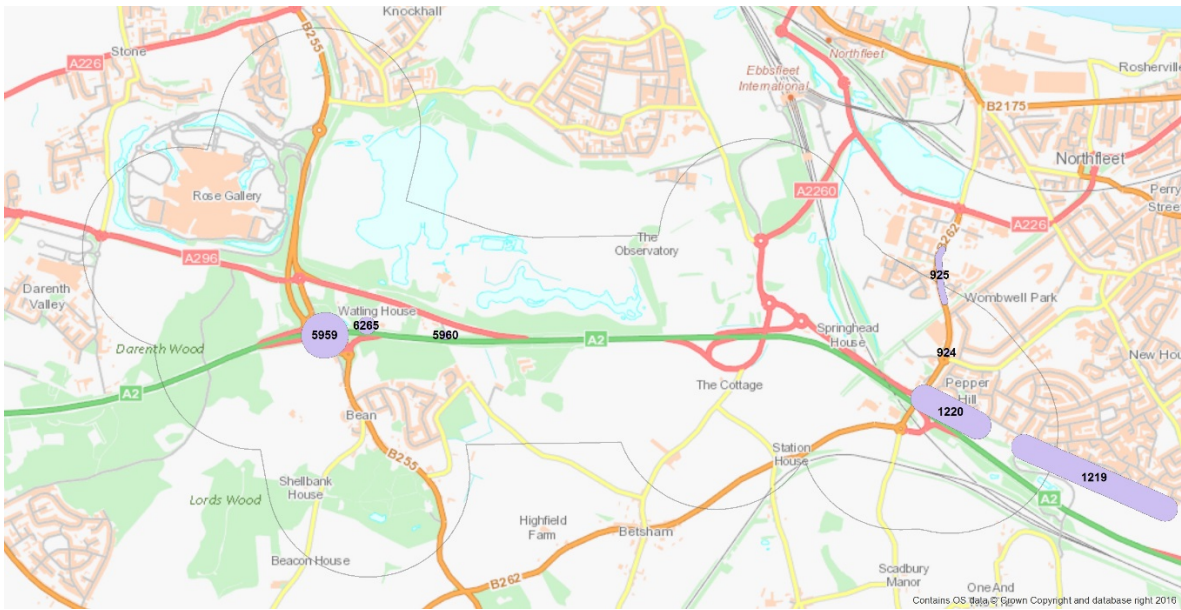 Knockhall
B255
Stone
A226
Northfleet
Ebbsfleet
International
Rosherville
B2175
Northfleet
Rose Gallery
A2260
Perry
Street
A226
B262
The
Observatory
A296
925
Darenth
Valley
Wombwell Park
Watling House
6265
5959
5960
A2
Springhead
House
Darenth Wood
924
New Hou
A2
The Cottage
Pepper
Hill
1220
Bean
B255
Station
House
1219
Shellbank
House
Lords Wood
A2
Highfield
Farm
Betsham
Beacon House
B262
Scadbury
Manor
One And
Contains OS data © Crown Copyright and database right 2016